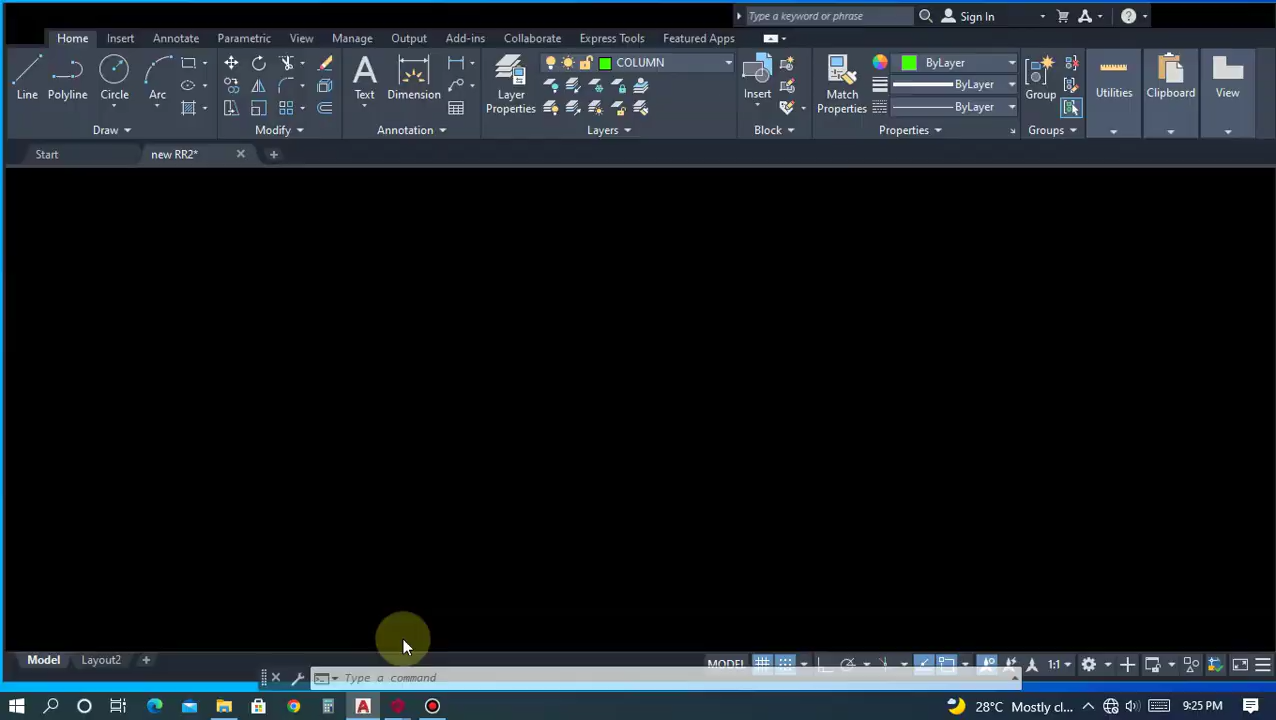 Type a keyword or phrase Sign In ?
Home Insert Annotate Parametric View Manage Output Add-ins Collaborate Express Tools Featured Apps
COLUMN ByLayer
Line Polyline Circle Arc A Text Dimension Layer Properties Insert Match Properties ByLayer Group Utilities Clipboard View
ByLayer
Draw Modify Annotation Layers Block Properties Groups
Start new RR2*
Model Layout2 + MODEL 1:1
Type a command
28°C Mostly cl... 9:25 PM